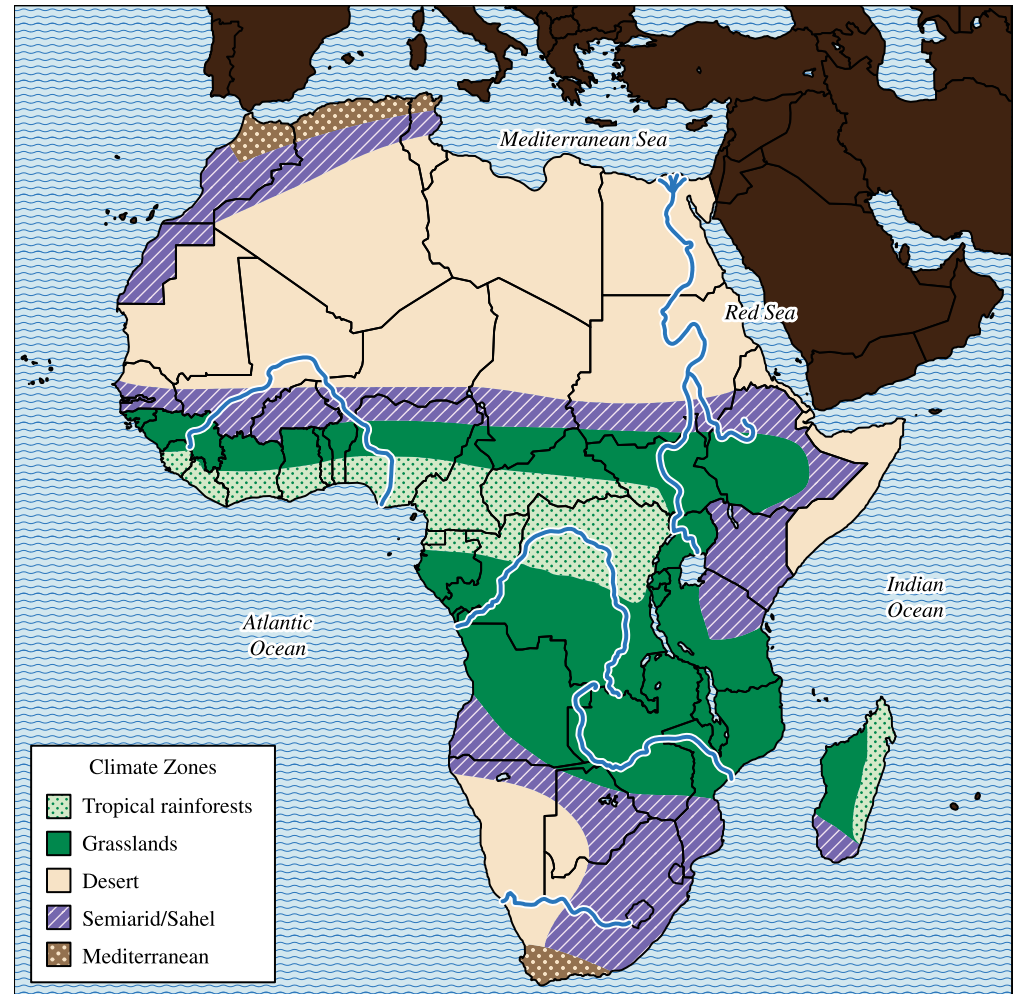 Mediterranean Sea
Red Sea
Indian
Ocean
Atlantic
Ocean
Climate Zones
Tropical rainforests
Grasslands
Desert
Semiarid/Sahel
Mediterranean